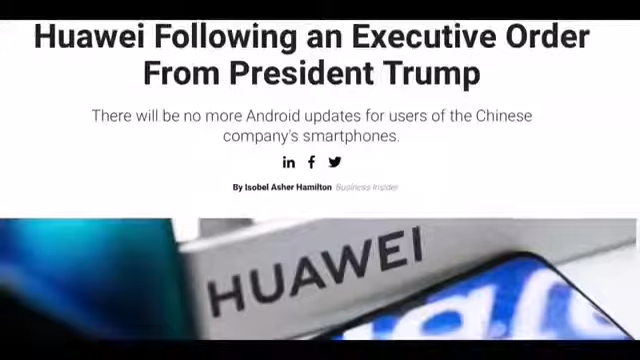 Huawei Following an Executive Order
From President Trump
There will be no more Android updates for users of the Chinese
company's smartphones.
in f
By Isobel Asher Hamilton Business Insider
HUAWEI